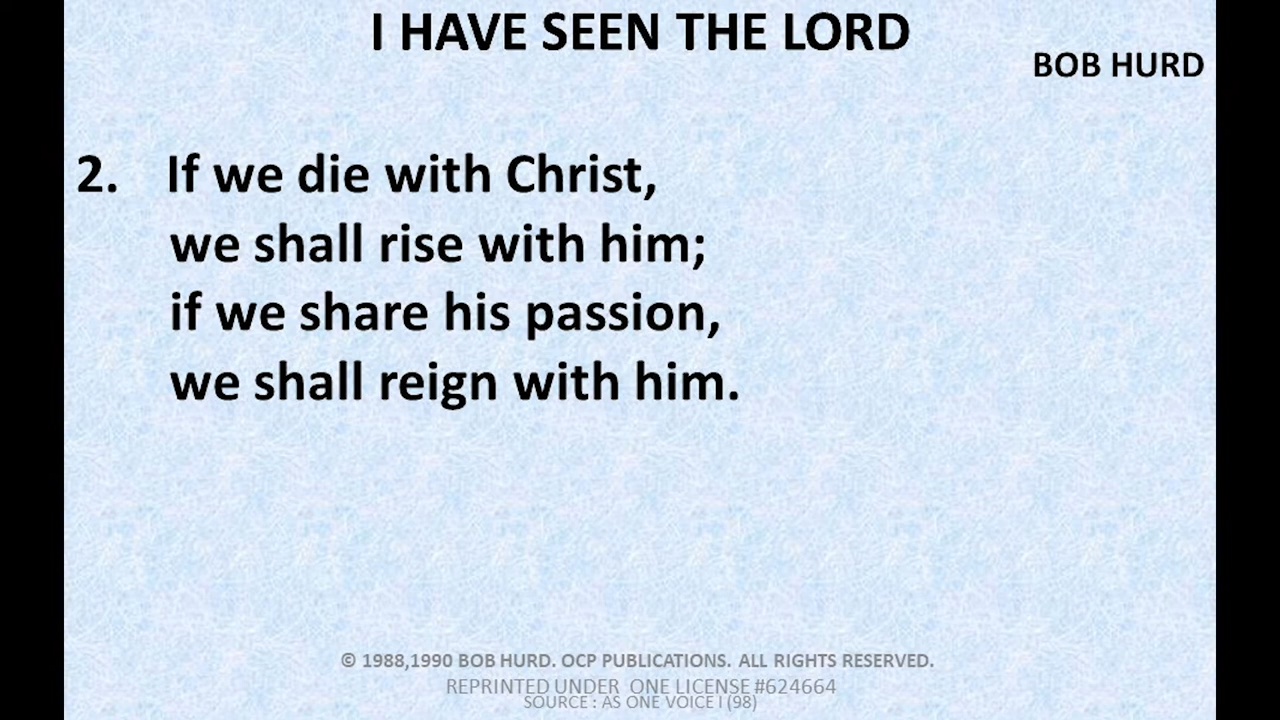 I HAVE SEEN THE LORD
BOB HURD
2. If we die with Christ,
we shall rise with him;
if we share his passion,
we shall reign with him.
© 1988,1990 BOB HURD. OCP PUBLICATIONS. ALL RIGHTS RESERVED.
REPRINTED UNDER ONE LICENSE #624664
SOURCE : AS ONE VOICE I (98)